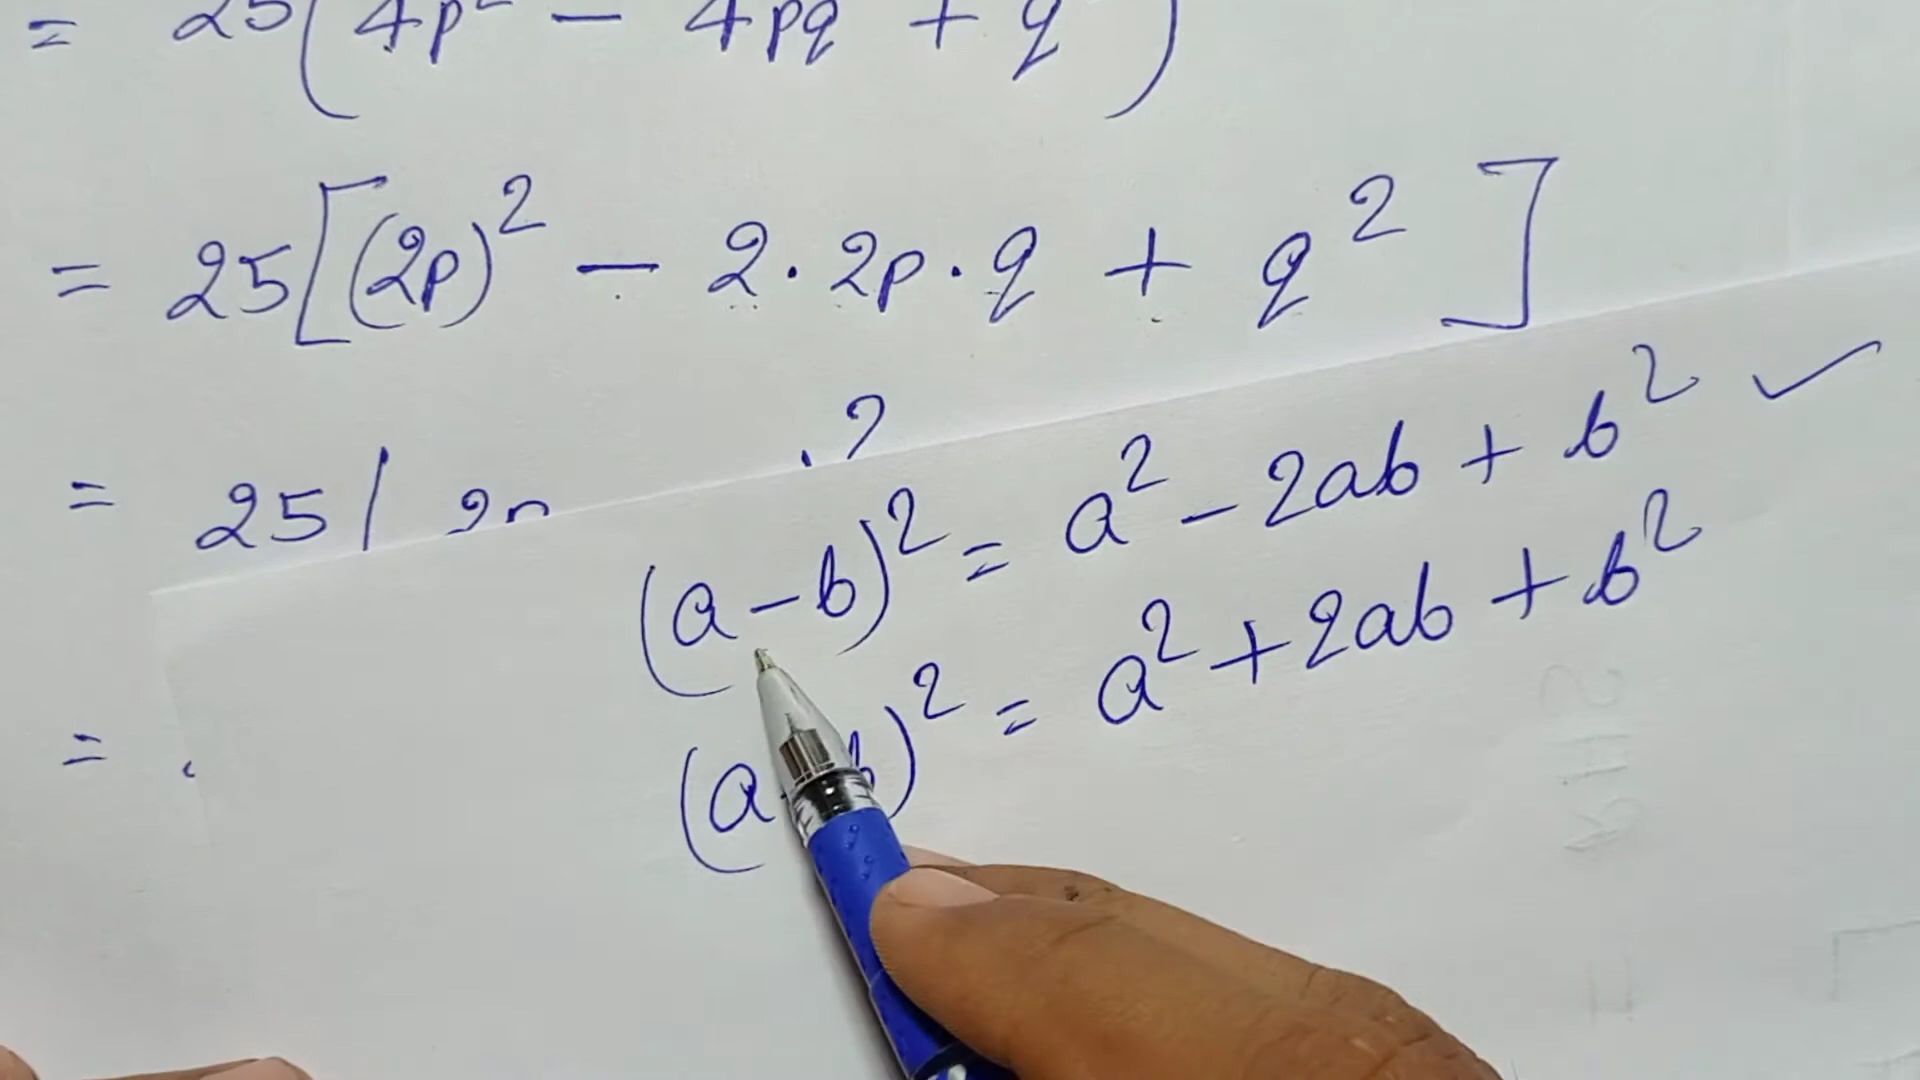 = 25(4p² - 4pq + q²)
= 25[(2p)² - 2·2p·q + q²]
= 25( 2p
(a-b)² = a² - 2ab + b² ✓
(a b)² = a² + 2ab + b²
=